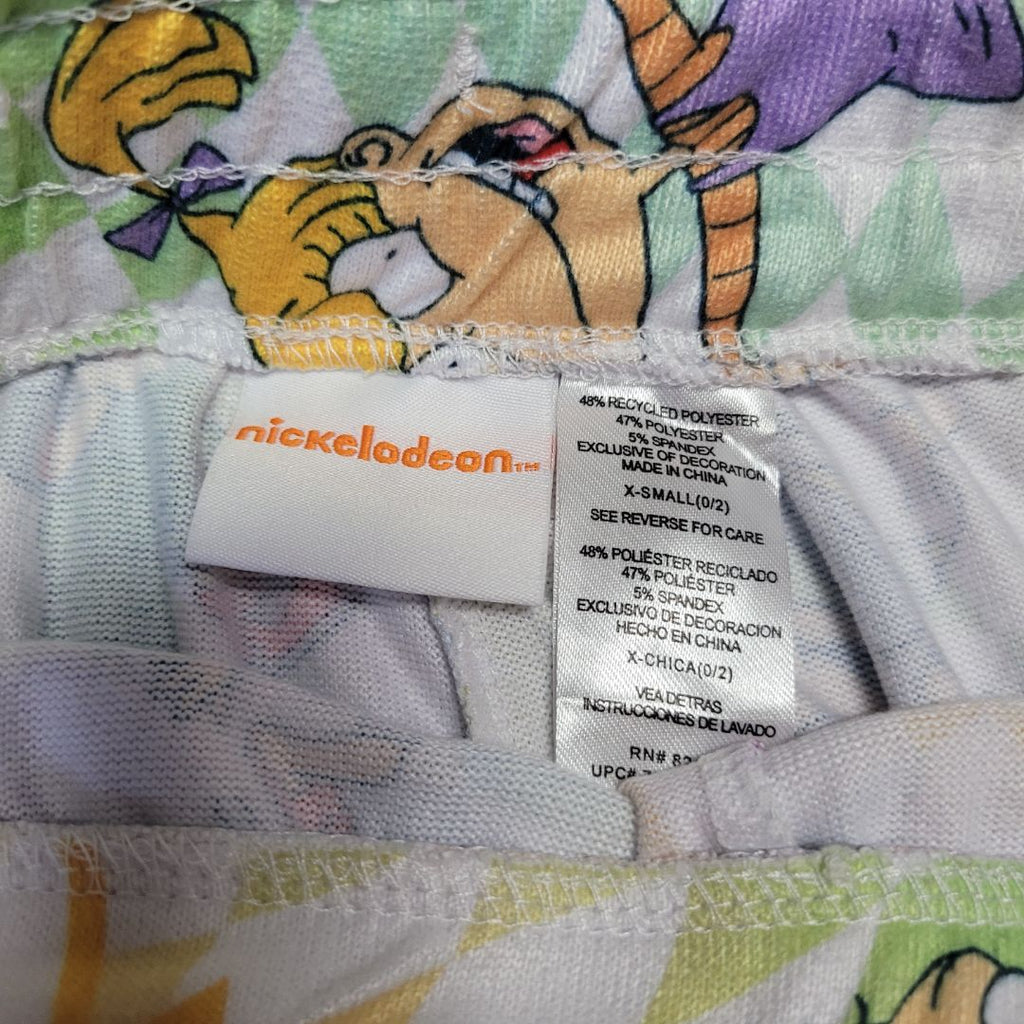 nickelodeon™
48% RECYCLED POLYESTER
47% POLYESTER
5% SPANDEX
EXCLUSIVE OF DECORATION
MADE IN CHINA
X-SMALL(0/2)
SEE REVERSE FOR CARE
48% POLIÉSTER RECICLADO
47% POLIÉSTER
5% SPANDEX
EXCLUSIVO DE DECORACION
HECHO EN CHINA
X-CHICA(0/2)
VEA DETRAS
INSTRUCCIONES DE LAVADO
RN#
UPC#